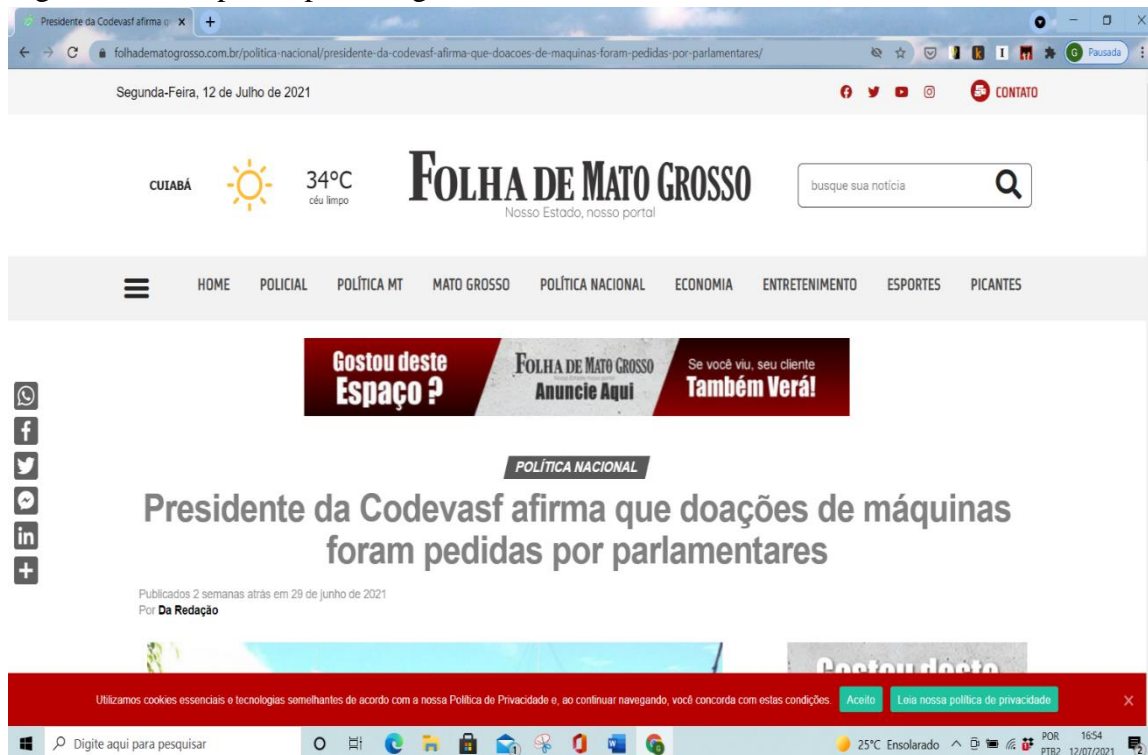 Presidente da Codevasf afirma o
folhadematogrosso.com.br/politica-nacional/presidente-da-codevasf-afirma-que-doacoes-de-maquinas-foram-pedidas-por-parlamentares/
G Pausada
Segunda-Feira, 12 de Julho de 2021
CONTATO
CUIABÁ
34°C
céu limpo
FOLHA DE MATO GROSSO
Nosso Estado, nosso portal
busque sua notícia
HOME POLICIAL POLÍTICA MT MATO GROSSO POLÍTICA NACIONAL ECONOMIA ENTRETENIMENTO ESPORTES PICANTES
Gostou deste
Espaço ?
FOLHA DE MATO GROSSO
Anuncie Aqui
Se você viu, seu cliente
Também Verá!
POLÍTICA NACIONAL
Presidente da Codevasf afirma que doações de máquinas
foram pedidas por parlamentares
Publicados 2 semanas atrás em 29 de junho de 2021
Por Da Redação
Gostou deste
Utilizamos cookies essenciais e tecnologias semelhantes de acordo com a nossa Política de Privacidade e, ao continuar navegando, você concorda com estas condições. Aceito Leia nossa política de privacidade X
Digite aqui para pesquisar
25°C Ensolarado
POR
PTB2
16:54
12/07/2021